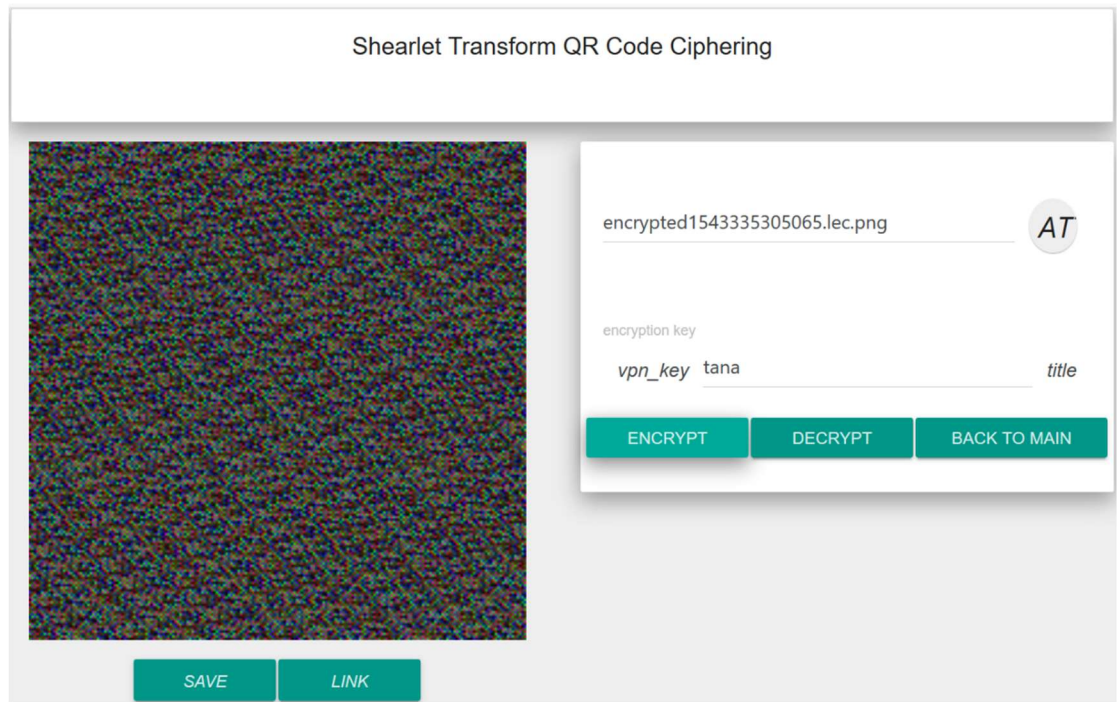 Shearlet Transform QR Code Ciphering
encrypted1543335305065.lec.png
AT
encryption key
vpn_key tana title
ENCRYPT DECRYPT BACK TO MAIN
SAVE LINK